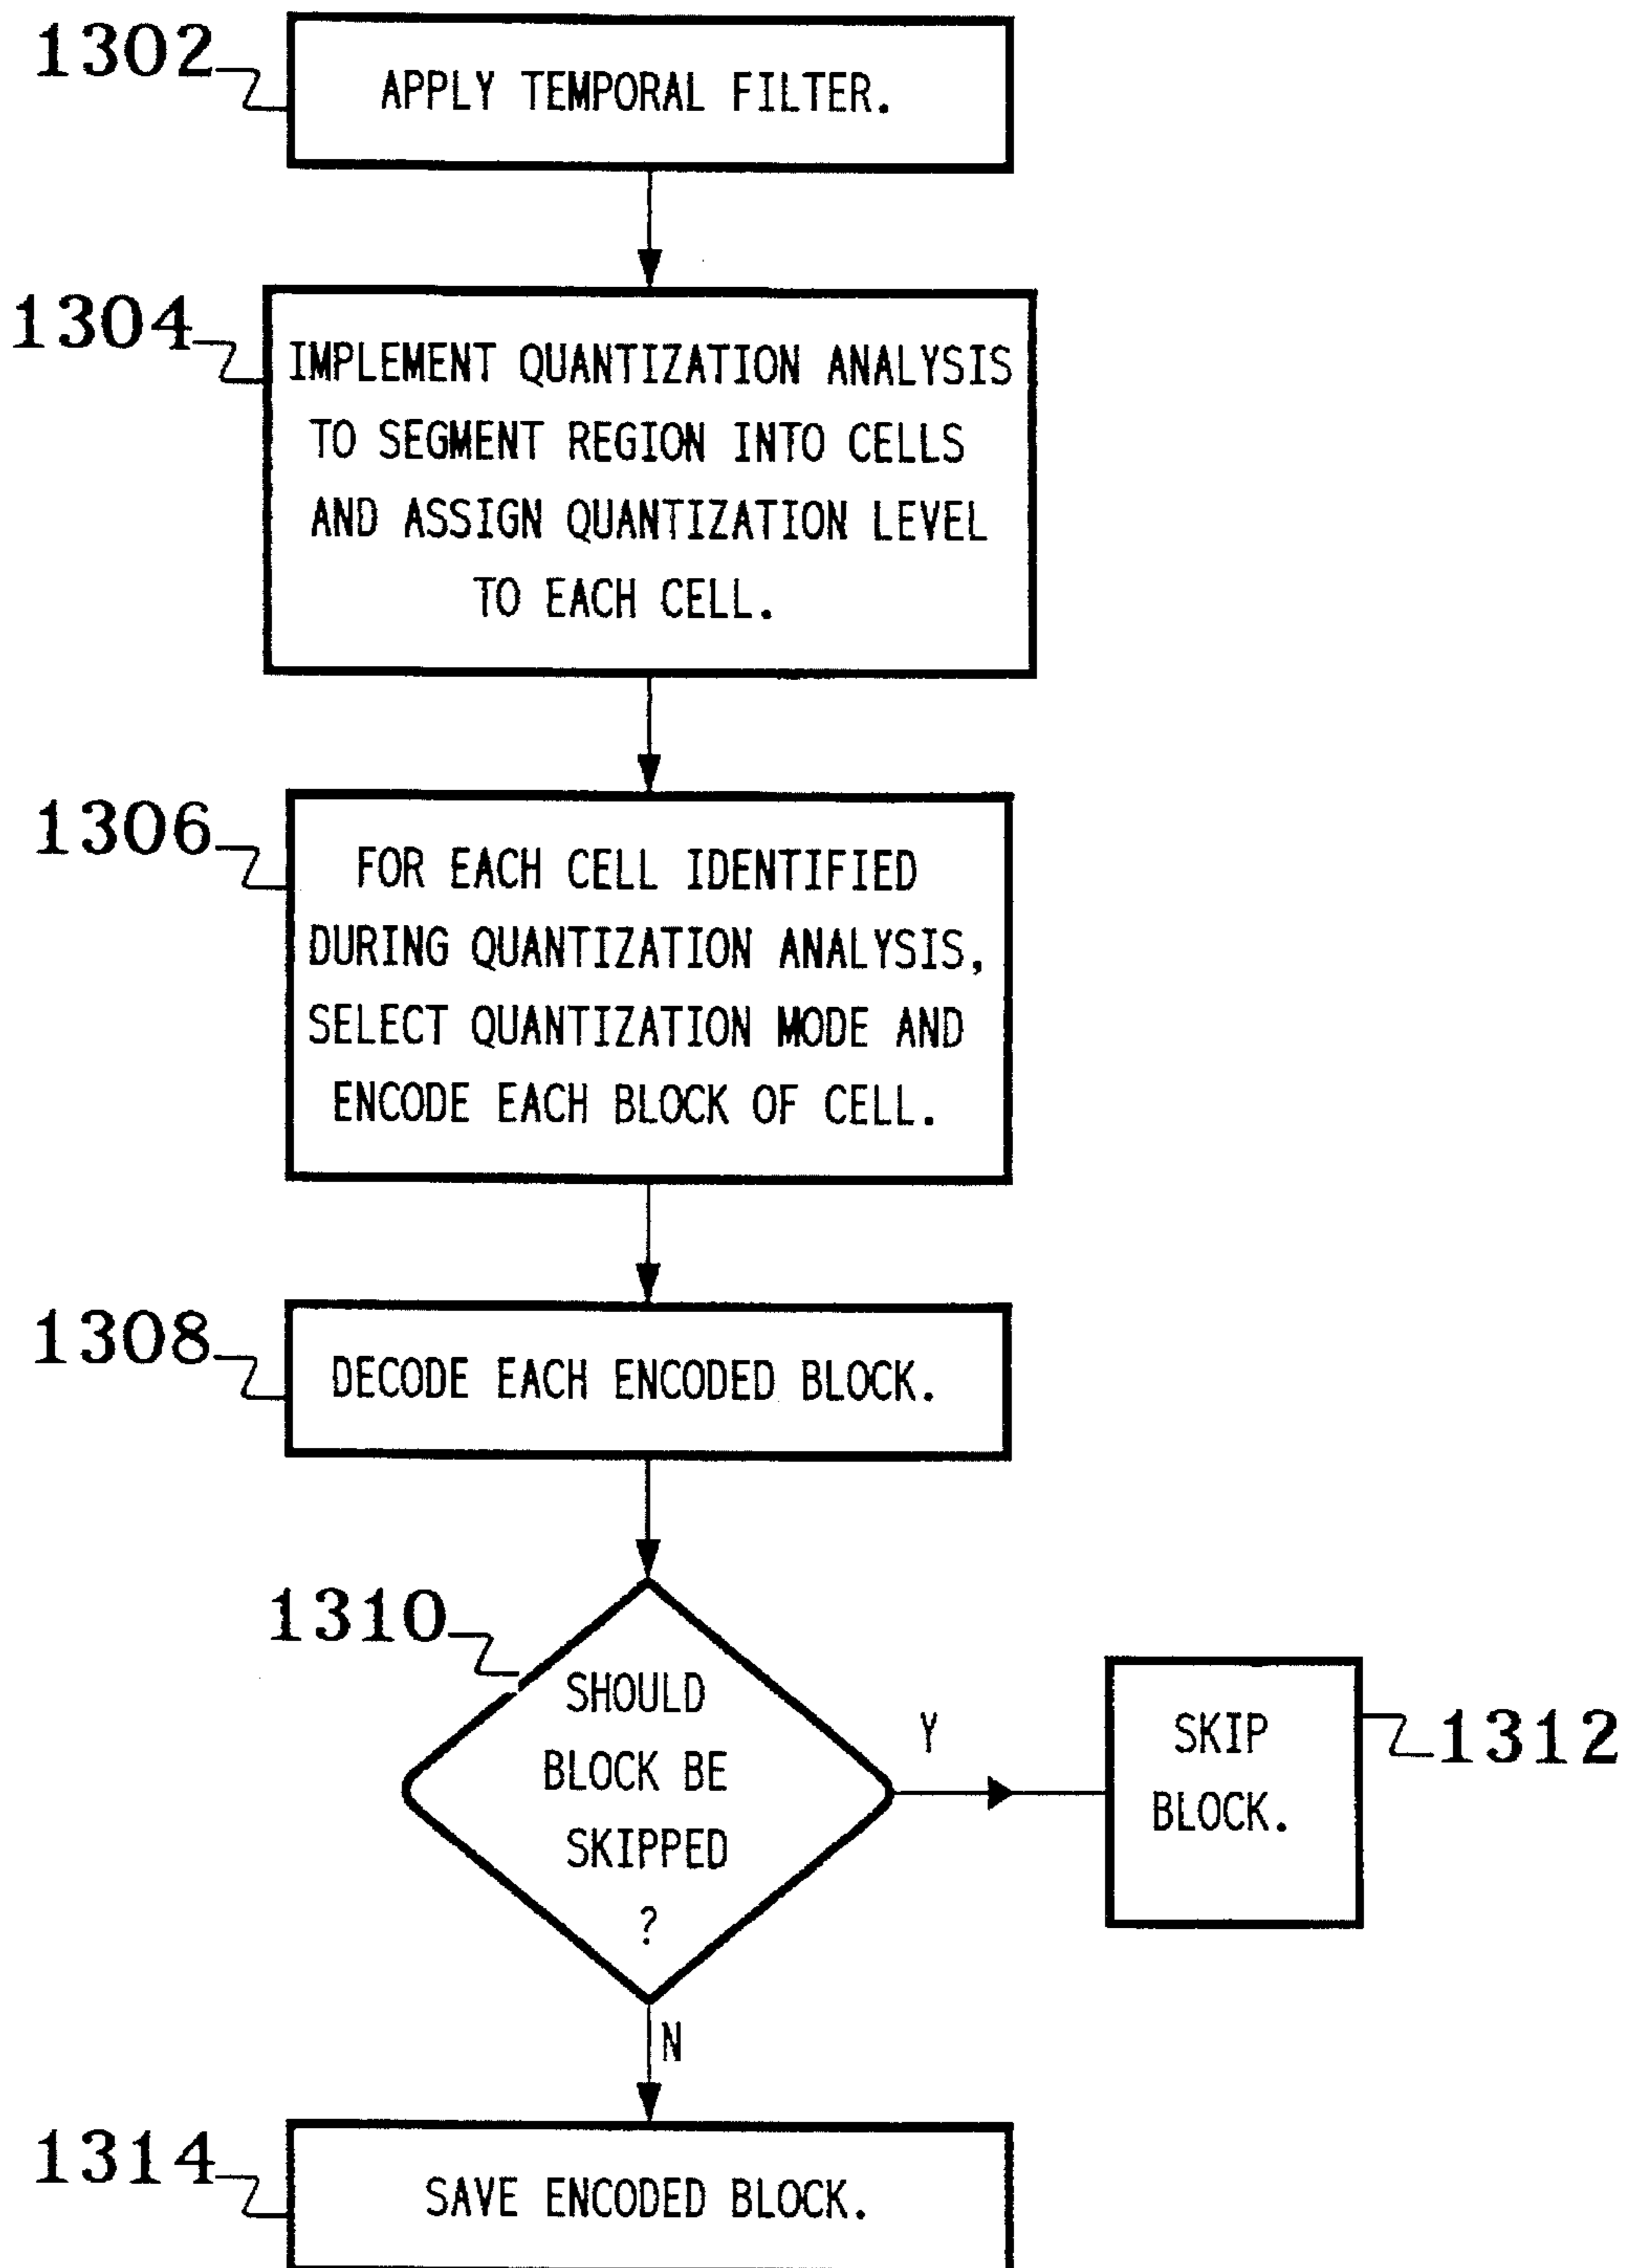 1302
APPLY TEMPORAL FILTER.
1304
IMPLEMENT QUANTIZATION ANALYSIS
TO SEGMENT REGION INTO CELLS
AND ASSIGN QUANTIZATION LEVEL
TO EACH CELL.
1306
FOR EACH CELL IDENTIFIED
DURING QUANTIZATION ANALYSIS,
SELECT QUANTIZATION MODE AND
ENCODE EACH BLOCK OF CELL.
1308
DECODE EACH ENCODED BLOCK.
1310
SHOULD
BLOCK BE
SKIPPED
?
Y
SKIP
BLOCK.
1312
N
1314
SAVE ENCODED BLOCK.